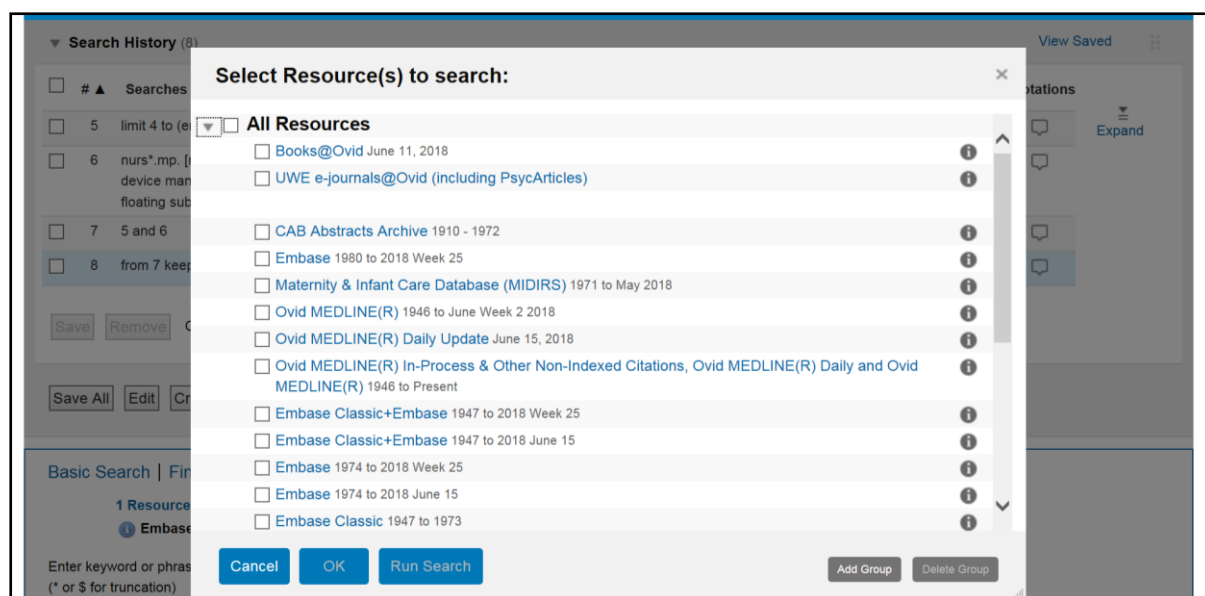 Search History (8)
View Saved
Select Resource(s) to search:
# ▲ Searches
Expand
5 limit 4 to
6 nurs*.mp.
device
floating
7 5 and 6
8 from 7
All Resources
Books@Ovid June 11, 2018
UWE e-journals@Ovid (including PsycArticles)
CAB Abstracts Archive 1910 - 1972
Embase 1980 to 2018 Week 25
Maternity & Infant Care Database (MIDIRS) 1971 to May 2018
Ovid MEDLINE(R) 1946 to June Week 2 2018
Ovid MEDLINE(R) Daily Update June 15, 2018
Ovid MEDLINE(R) In-Process & Other Non-Indexed Citations, Ovid MEDLINE(R) Daily and Ovid
MEDLINE(R) 1946 to Present
Embase Classic+Embase 1947 to 2018 Week 25
Embase Classic+Embase 1947 to 2018 June 15
Embase 1974 to 2018 Week 25
Embase 1974 to 2018 June 15
Embase Classic 1947 to 1973
Save Remove
Save All Edit
Basic Search |
1 Resource
Embase
Enter keyword or
(* or $ for truncation)
Cancel OK Run Search
Add Group Delete Group